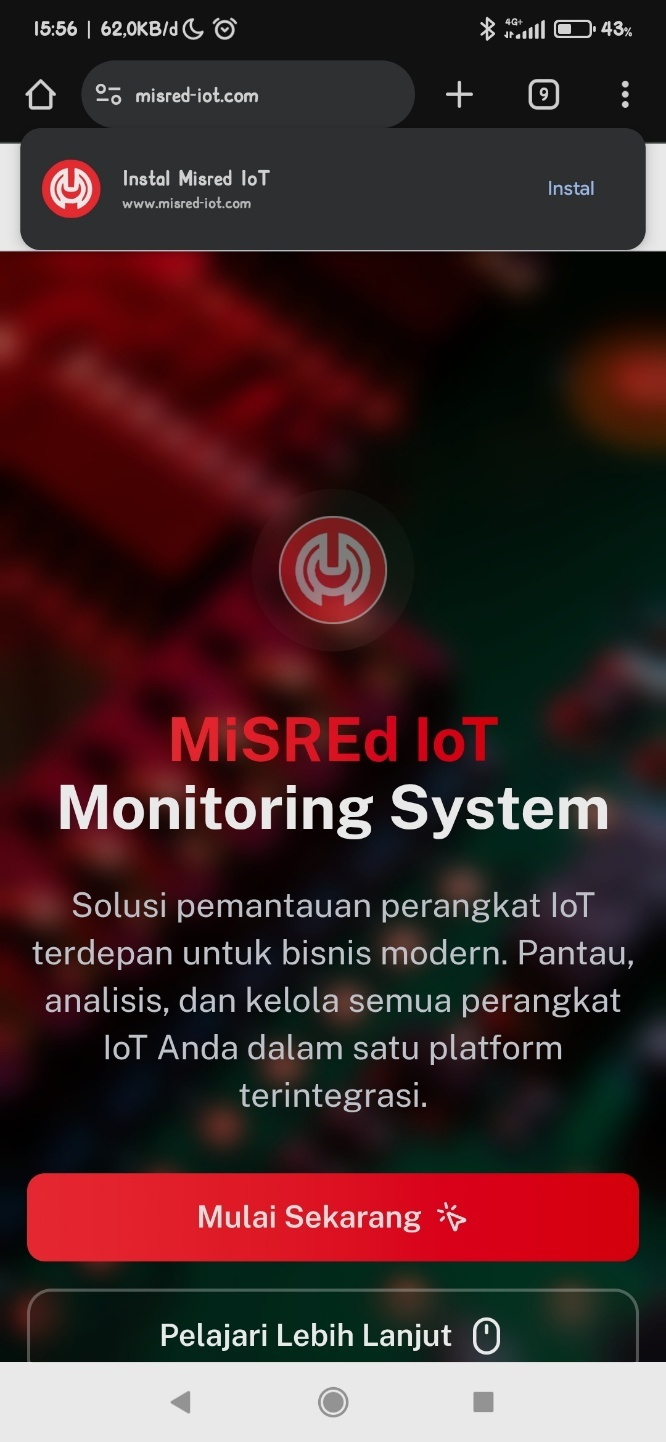 15:56 | 62,0KB/d
4G+
43%
misred-iot.com
9
Instal Misred IoT
www.misred-iot.com
Instal
MiSREd IoT
Monitoring System
Solusi pemantauan perangkat IoT
terdepan untuk bisnis modern. Pantau,
analisis, dan kelola semua perangkat
IoT Anda dalam satu platform
terintegrasi.
Mulai Sekarang
Pelajari Lebih Lanjut